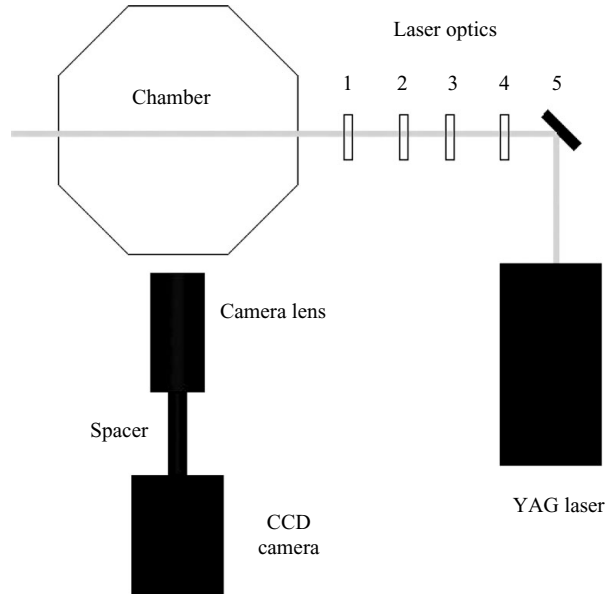 Laser optics
1 2 3 4 5
Chamber
Camera lens
Spacer
YAG laser
CCD
camera